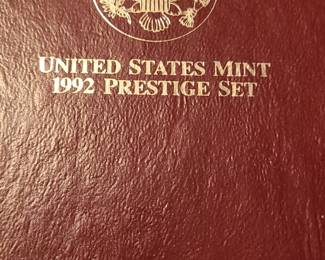 UNITED STATES MINT
1992 PRESTIGE SET